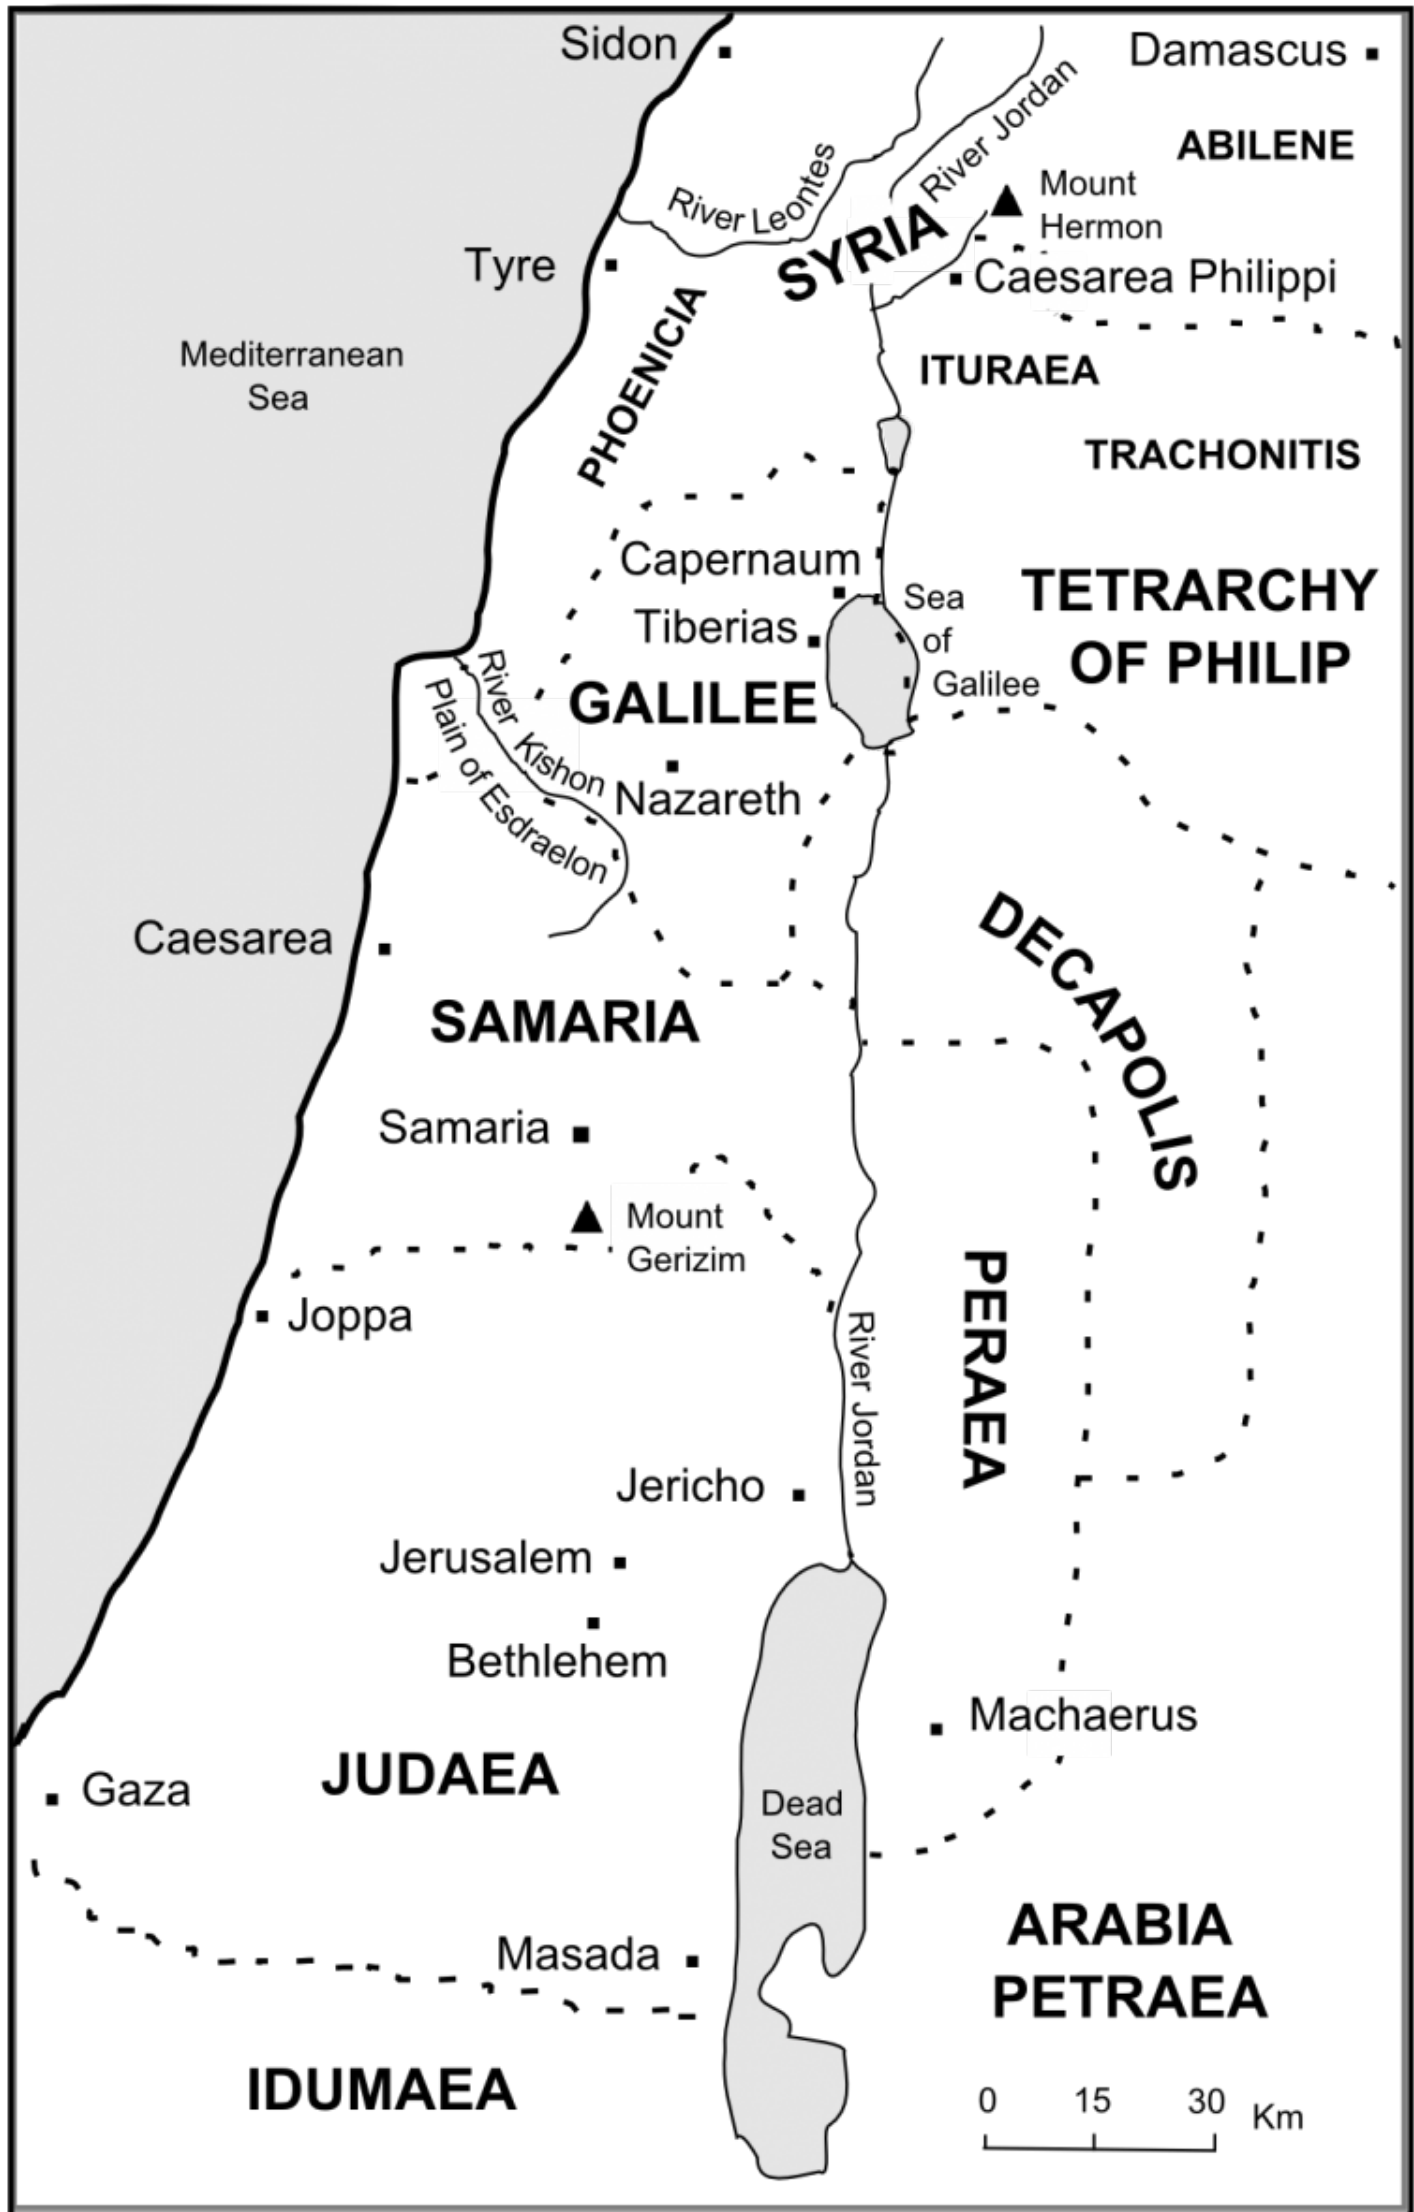 Sidon
Damascus
River Jordan
ABILENE
River Leontes
Mount
Hermon
SYRIA
Tyre
Caesarea Philippi
PHOENICIA
Mediterranean
Sea
ITURAEA
TRACHONITIS
Capernaum
Sea
of
Galilee
TETRARCHY
OF PHILIP
Tiberias
GALILEE
River Kishon
Plain of Esdraelon
Nazareth
DECAPOLIS
Caesarea
SAMARIA
Samaria
Mount
Gerizim
PERAEA
Joppa
River Jordan
Jericho
Jerusalem
Bethlehem
Machaerus
JUDAEA
Gaza
Dead
Sea
ARABIA
PETRAEA
Masada
IDUMAEA
0 15 30 Km